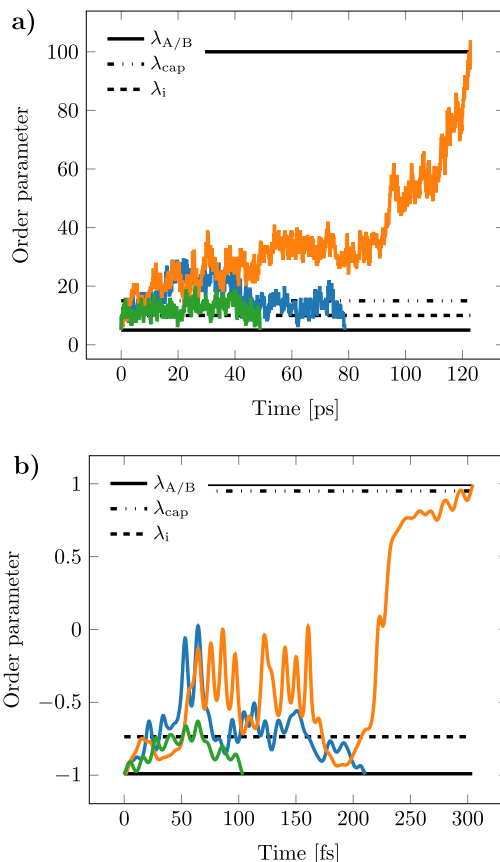 a)
λA/B
λcap
λi
100
80
60
40
20
0
Order parameter
0 20 40 60 80 100 120
Time [ps]
b)
λA/B
λcap
λi
1
0.5
0
−0.5
−1
Order parameter
0 50 100 150 200 250 300
Time [fs]